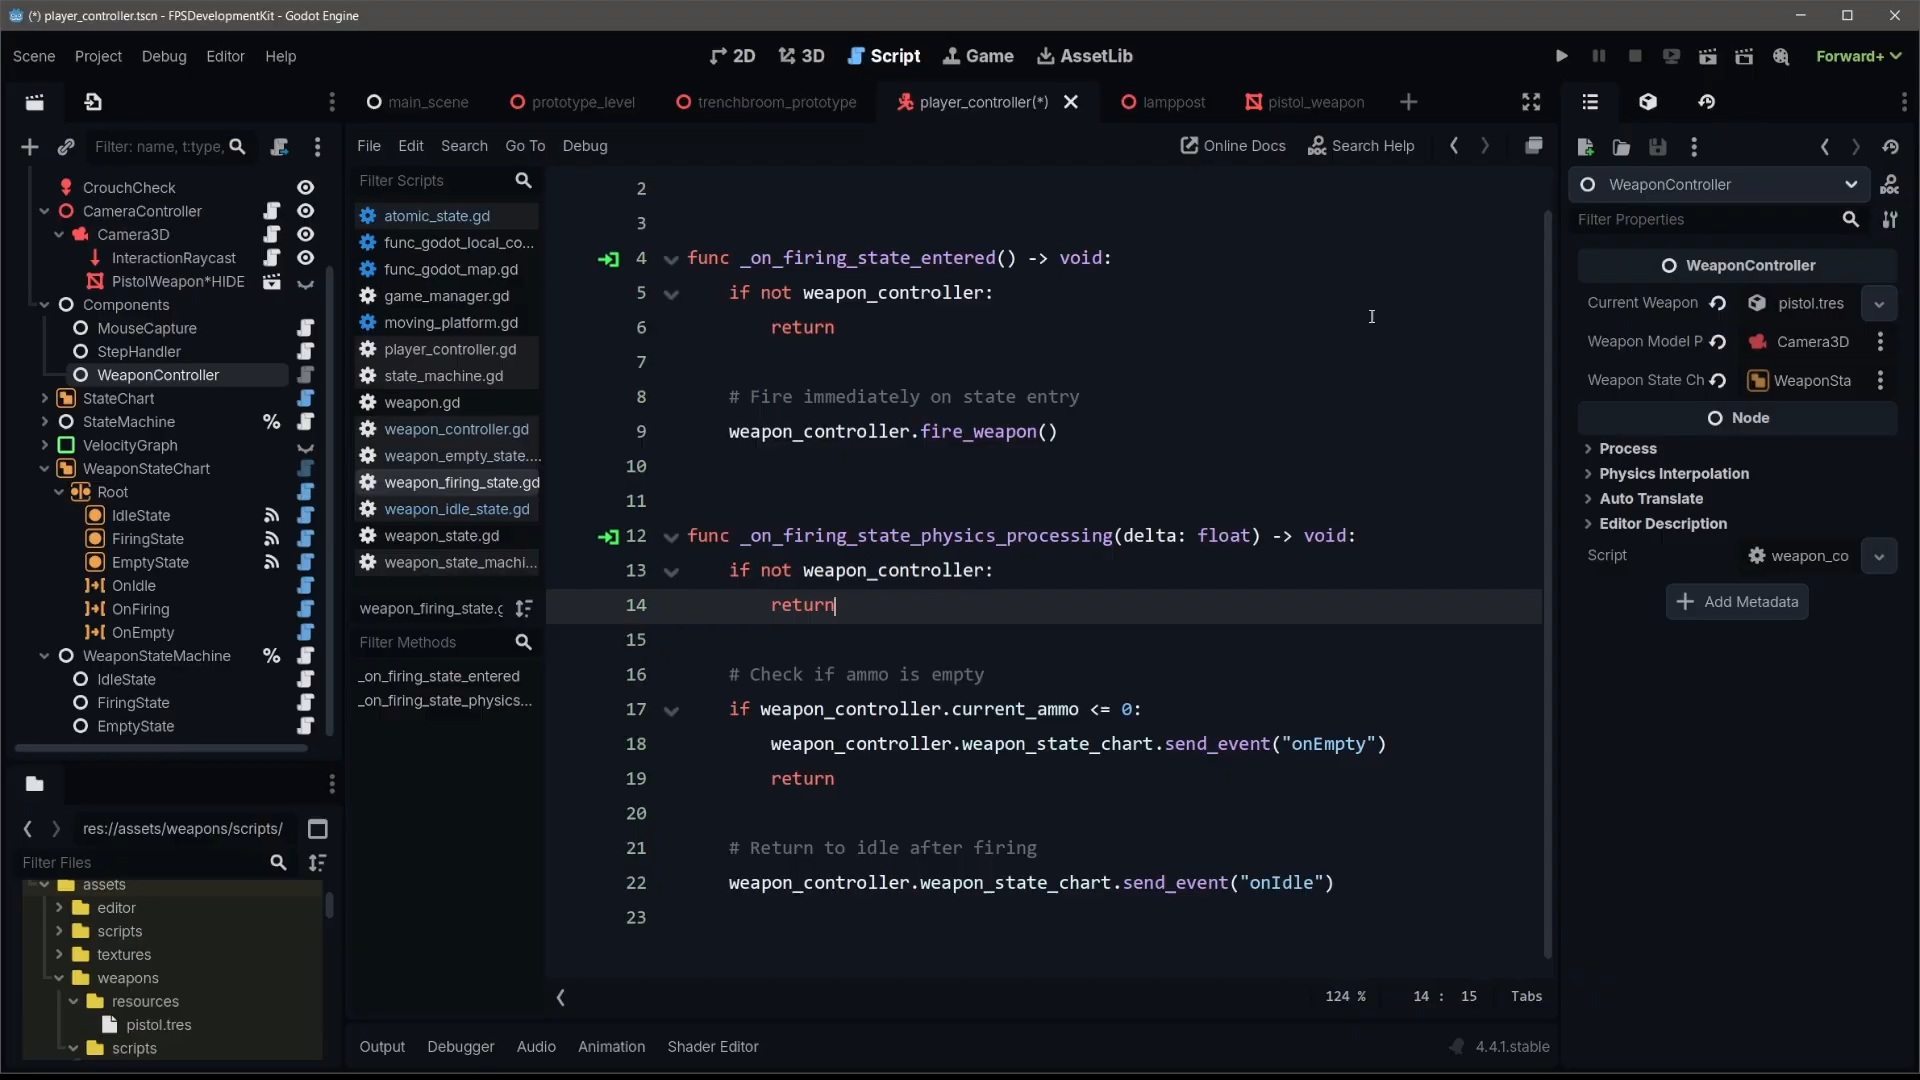 (*) player_controller.tscn - FPSDevelopmentKit - Godot Engine
Scene Project Debug Editor Help
2D 3D Script Game AssetLib
Forward+
main_scene prototype_level trenchbroom_prototype player_controller(*) lamppost pistol_weapon
Filter: name, t:type,
File Edit Search Go To Debug
Online Docs Search Help
CrouchCheck
CameraController
Camera3D
InteractionRaycast
PistolWeapon*HIDE
Components
MouseCapture
StepHandler
WeaponController
StateChart
StateMachine %
VelocityGraph
WeaponStateChart
Root
IdleState
FiringState
EmptyState
OnIdle
OnFiring
OnEmpty
WeaponStateMachine %
IdleState
FiringState
EmptyState
res://assets/weapons/scripts/
Filter Files
assets
editor
scripts
textures
weapons
resources
pistol.tres
scripts
Filter Scripts
atomic_state.gd
func_godot_local_co...
func_godot_map.gd
game_manager.gd
moving_platform.gd
player_controller.gd
state_machine.gd
weapon.gd
weapon_controller.gd
weapon_empty_state....
weapon_firing_state.gd
weapon_idle_state.gd
weapon_state.gd
weapon_state_machi...
weapon_firing_state.g
Filter Methods
_on_firing_state_entered
_on_firing_state_physics...
2
3
4 func _on_firing_state_entered() -> void:
5 if not weapon_controller:
6 return
7
8 # Fire immediately on state entry
9 weapon_controller.fire_weapon()
10
11
12 func _on_firing_state_physics_processing(delta: float) -> void:
13 if not weapon_controller:
14 return
15
16 # Check if ammo is empty
17 if weapon_controller.current_ammo <= 0:
18 weapon_controller.weapon_state_chart.send_event("onEmpty")
19 return
20
21 # Return to idle after firing
22 weapon_controller.weapon_state_chart.send_event("onIdle")
23
124 % 14 : 15 Tabs
Output Debugger Audio Animation Shader Editor
4.4.1.stable
WeaponController
Filter Properties
WeaponController
Current Weapon pistol.tres
Weapon Model P Camera3D
Weapon State Ch WeaponSta
Node
Process
Physics Interpolation
Auto Translate
Editor Description
Script weapon_co
Add Metadata